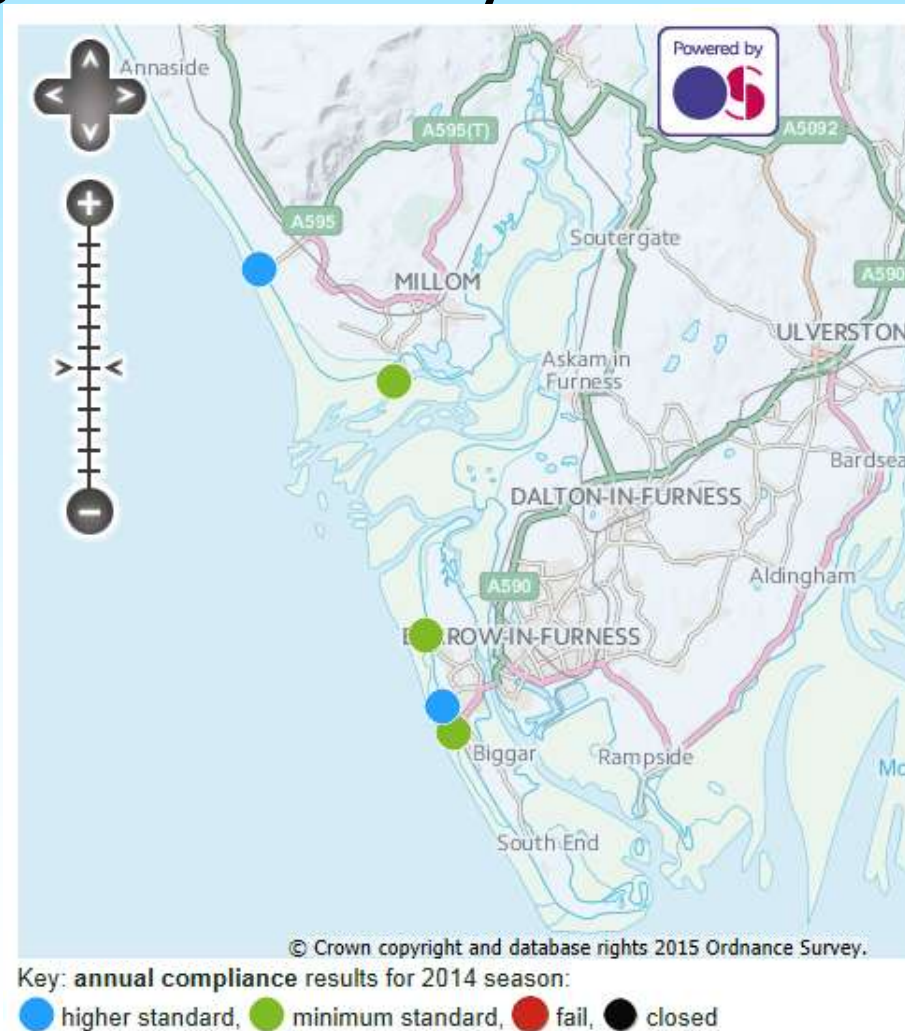 Powered by
OS
Annaside
A595(T)
A5092
A595
Soutergate
A590
MILLOM
ULVERSTON
Askam in
Furness
Bardsea
DALTON-IN-FURNESS
A590
Aldingham
ROW-IN-FURNESS
Biggar
Rampside
Mo
South End
© Crown copyright and database rights 2015 Ordnance Survey.
Key: annual compliance results for 2014 season:
higher standard, minimum standard, fail, closed